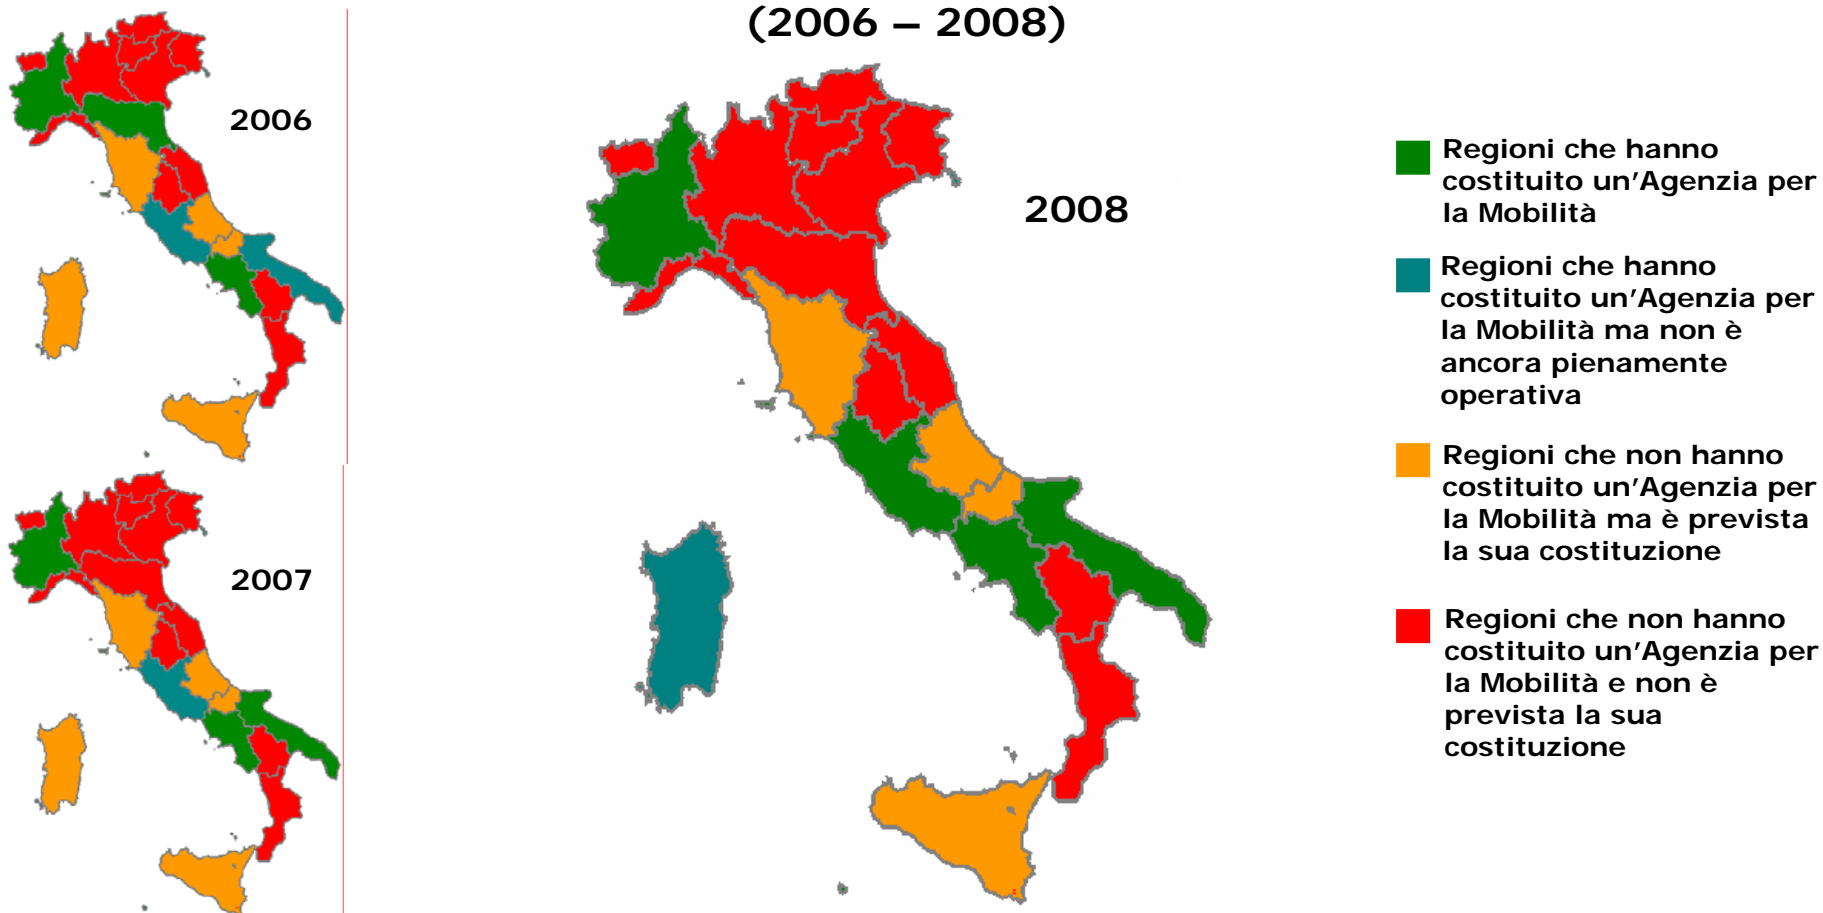 (2006 – 2008)
2006
2007
2008
Regioni che hanno
costituito un'Agenzia per
la Mobilità
Regioni che hanno
costituito un'Agenzia per
la Mobilità ma non è
ancora pienamente
operativa
Regioni che non hanno
costituito un'Agenzia per
la Mobilità ma è prevista
la sua costituzione
Regioni che non hanno
costituito un'Agenzia per
la Mobilità e non è
prevista la sua
costituzione